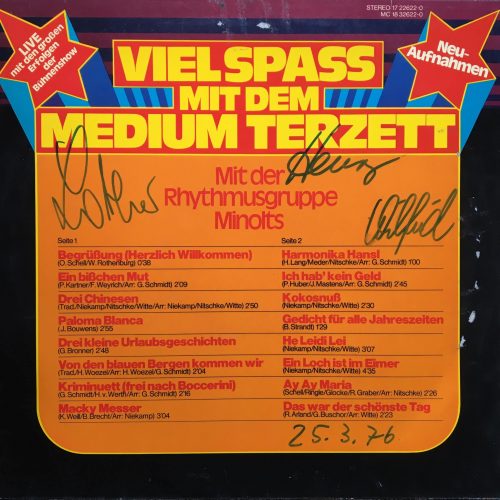 STEREO 17 22622-0
MC 18 32622-0
LIVE
mit den großen
Erfolgen
der
Bühnenshow
Neu-
Aufnahmen
VIEL SPASS
MIT DEM
MEDIUM TERZETT
Mit der
Rhythmusgruppe
Minolts
Lothar
Heinz
Wilfried
Seite 1
Begrüßung (Herzlich Willkommen)
(O. Schell/W. Rothenburg) 0'38
Ein bißchen Mut
(P. Kartner/F. Weyrich/Arr: G. Schmidt) 2'09
Drei Chinesen
(Trad./Niekamp/Nitschke/Witte/Arr: Niekamp/Nitschke/Witte) 2'50
Paloma Blanca
(J. Bouwens) 2'55
Drei kleine Urlaubsgeschichten
(G. Bronner) 2'48
Von den blauen Bergen kommen wir
(Trad./H. Woezel/Arr: H. Woezel/G. Schmidt) 2'04
Kriminuett (frei nach Boccerini)
(G. Schmidt/H. v. Werth/Arr: G. Schmidt) 2'21
Macky Messer
(K. Weill/B. Brecht/Arr: Niekamp) 3'04
Seite 2
Harmonika Hansl
(H. Lang/Meder/Nitschke/Arr: G. Schmidt) 1'00
Ich hab' kein Geld
(P. Huber/J. Mastens/Arr: G. Schmidt) 2'45
Kokosnuß
(Niekamp/Nitschke/Witte) 2'30
Gedicht für alle Jahreszeiten
(B. Strandt) 1'29
He Leidi Lei
(Niekamp/Nitschke/Witte) 3'07
Ein Loch ist im Eimer
(Niekamp/Nitschke/Witte) 4'35
Ay Ay Maria
(Schell/Ringle/Glocke/R. Graber/Arr: Nitschke) 2'26
Das war der schönste Tag
(R. Arland/G. Buschor/Arr: Witte) 2'23
25.3.76